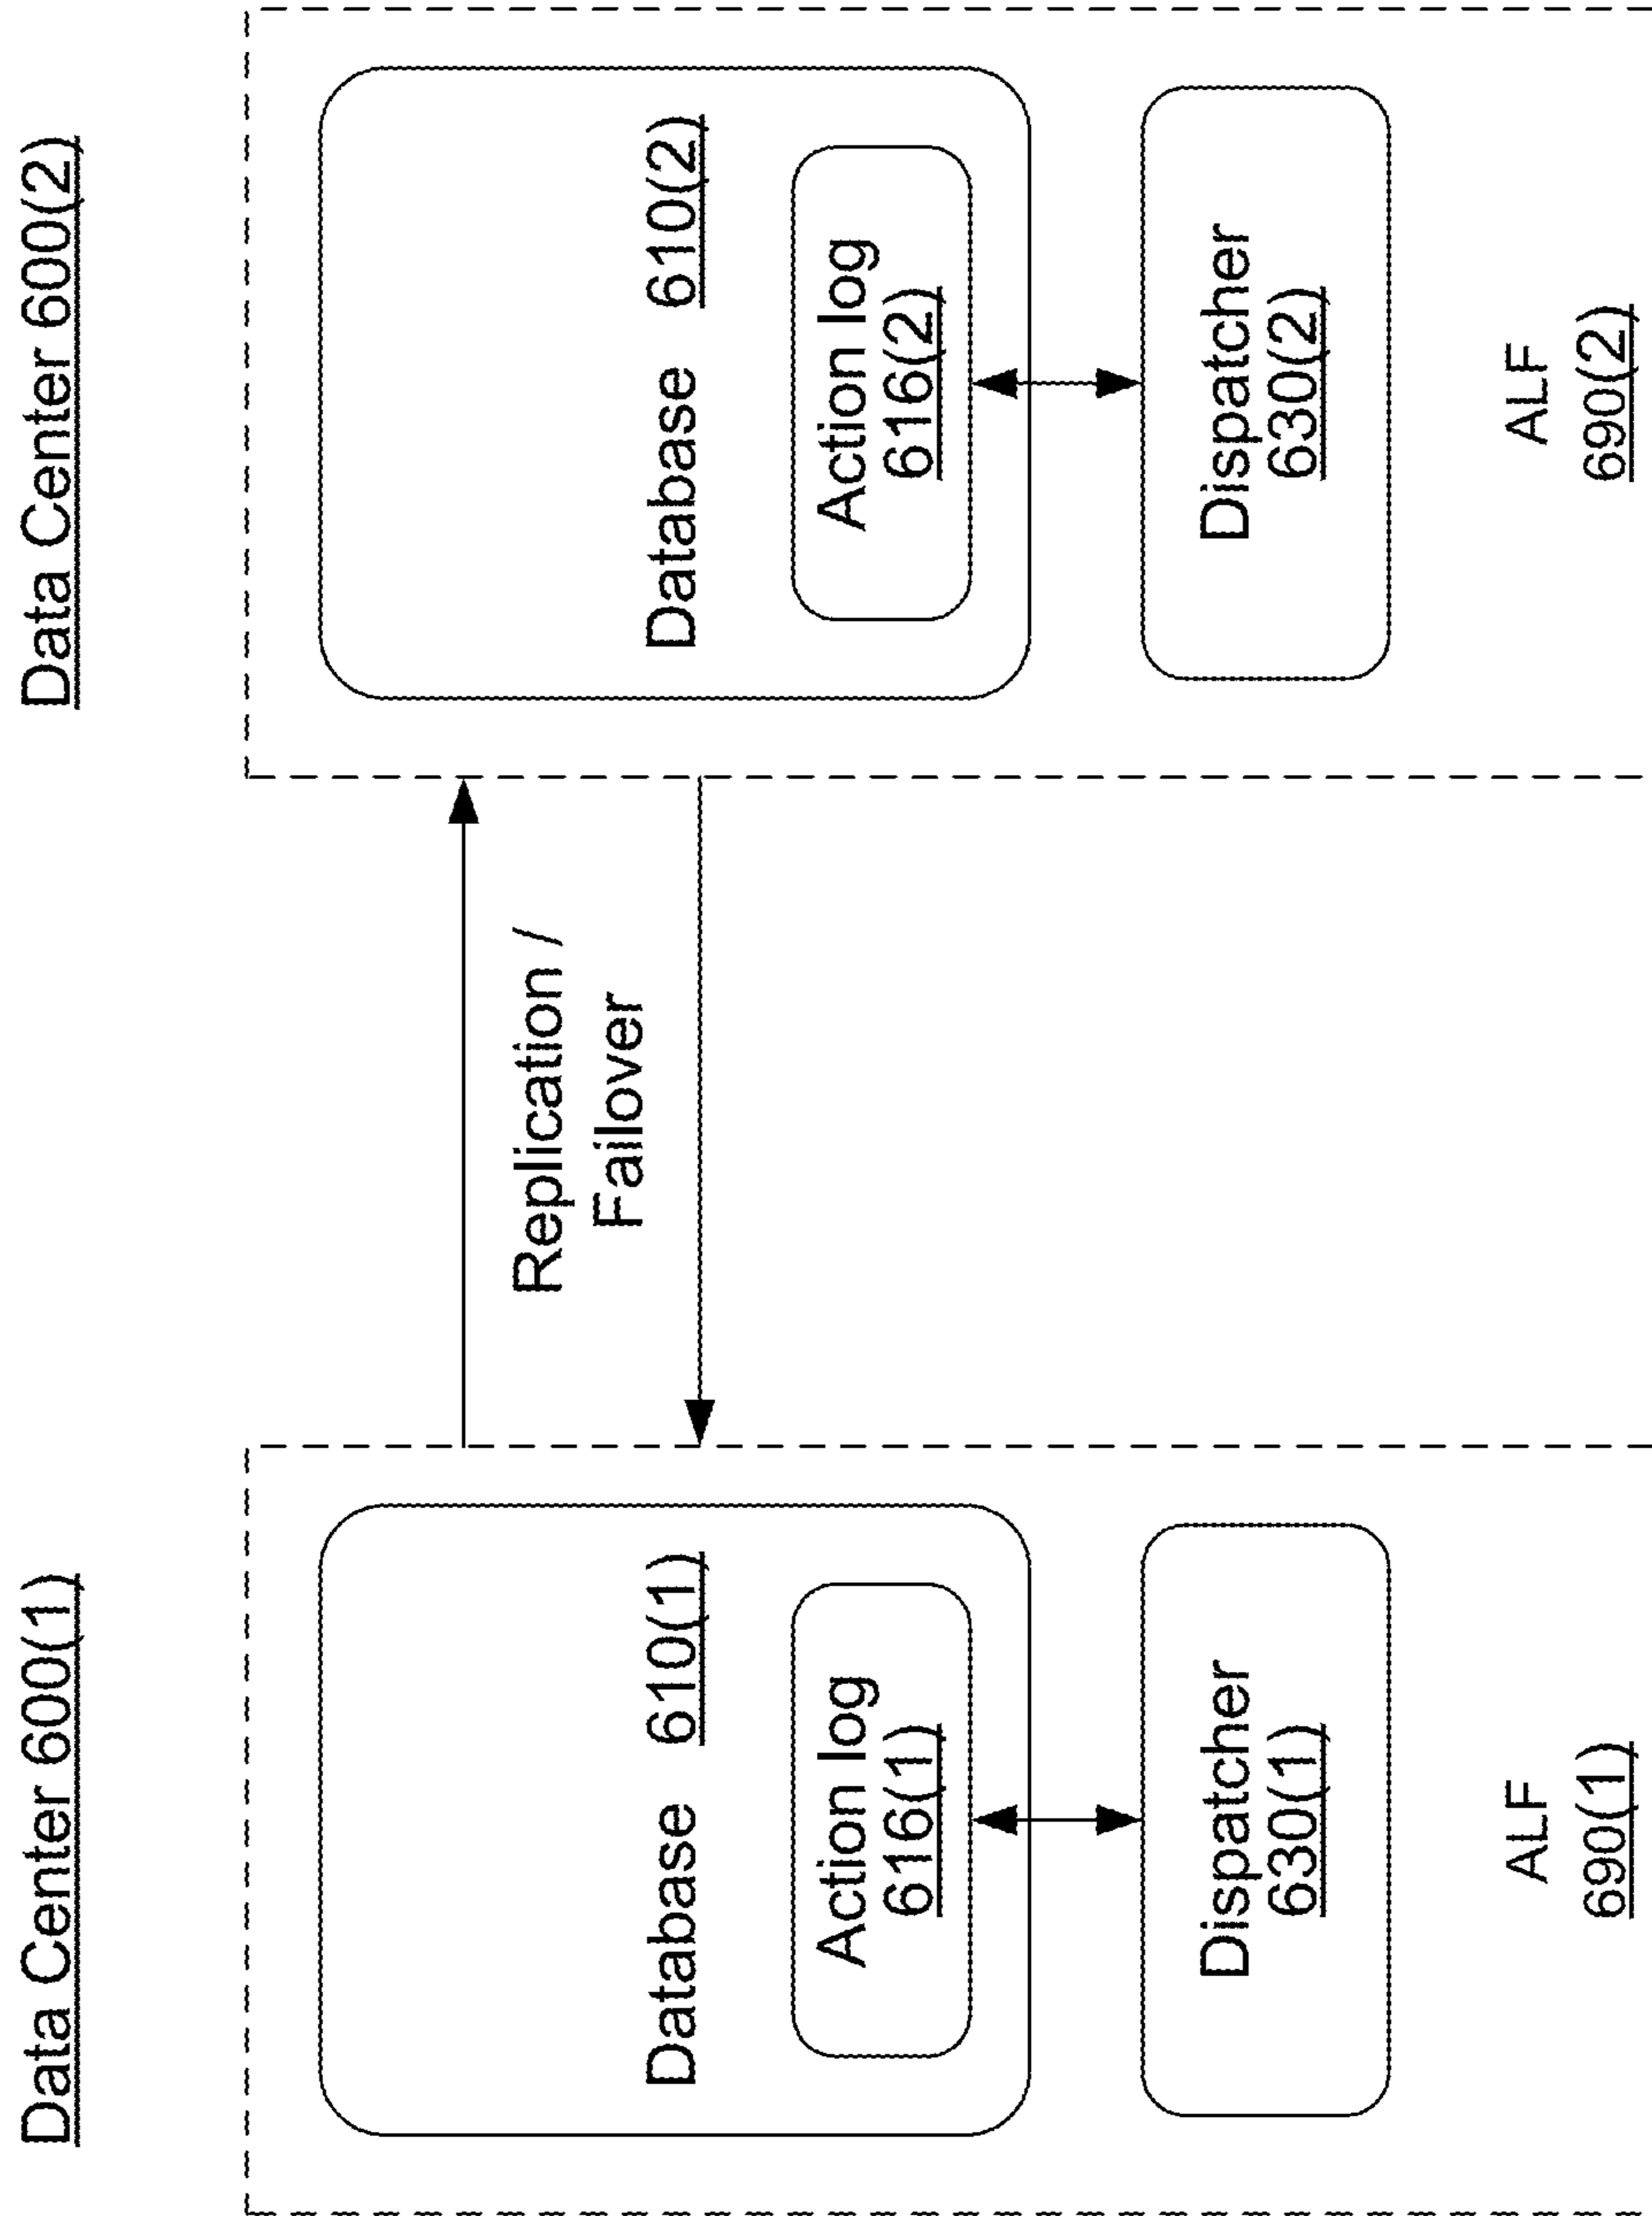 Data Center 600(1)
Database 610(1)
Action log
616(1)
Dispatcher
630(1)
ALF
690(1)
Replication /
Failover
Data Center 600(2)
Database 610(2)
Action log
616(2)
Dispatcher
630(2)
ALF
690(2)